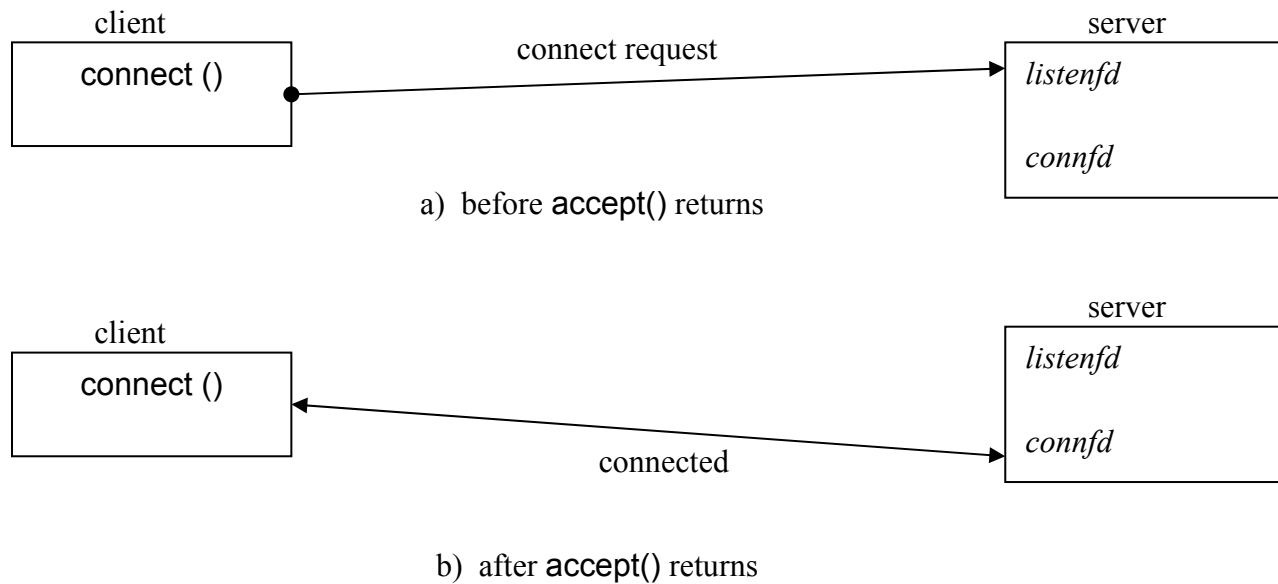 client
server
connect ()
connect request
listenfd
connfd
a) before accept() returns
client
server
connect ()
listenfd
connfd
connected
b) after accept() returns